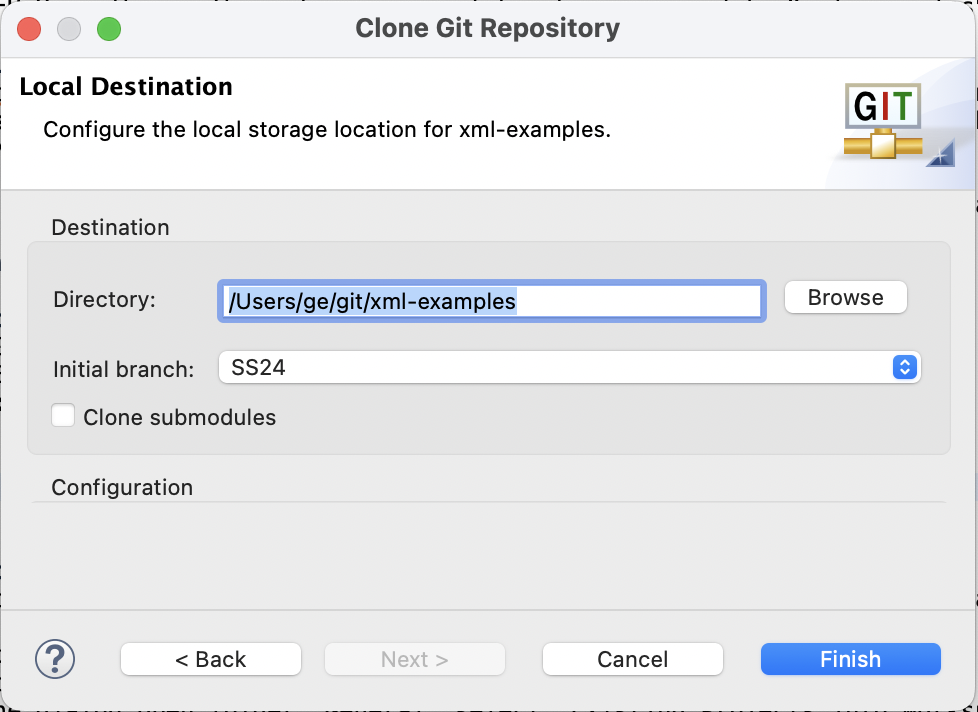 Clone Git Repository
Local Destination
Configure the local storage location for xml-examples.
GIT
Destination
Directory:
/Users/ge/git/xml-examples
Browse
Initial branch:
SS24
Clone submodules
Configuration
?
< Back
Next >
Cancel
Finish